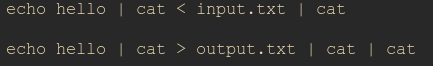 echo hello | cat < input.txt | cat
echo hello | cat > output.txt | cat | cat